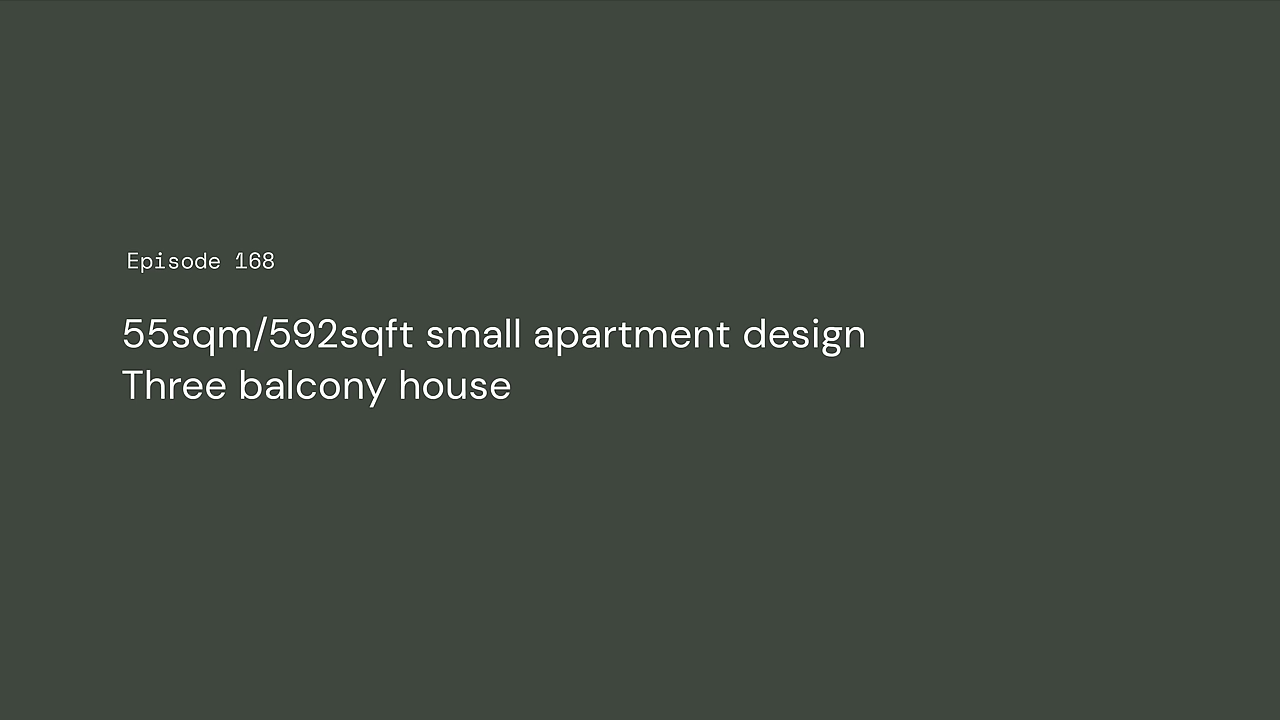 Episode 168
55sqm/592sqft small apartment design
Three balcony house